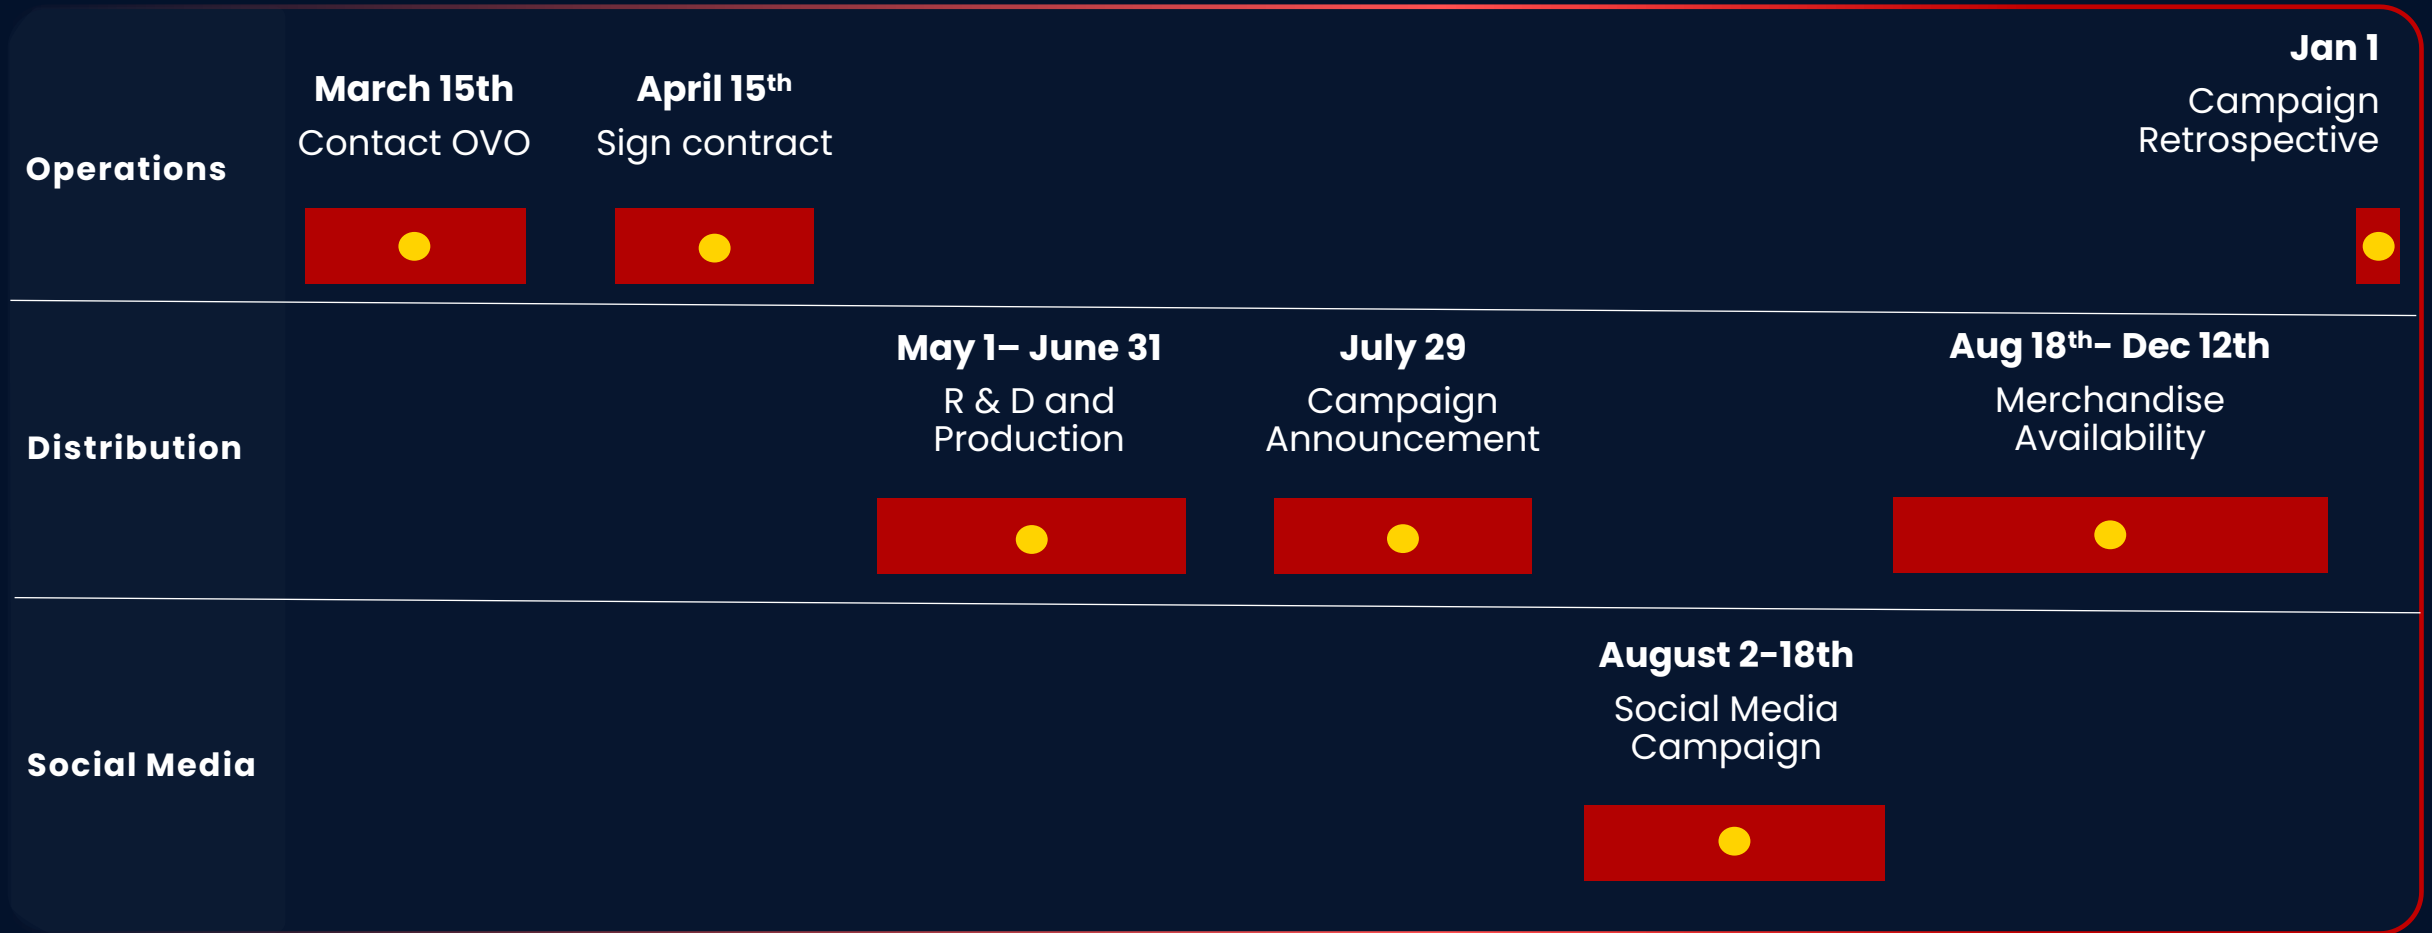 Operations
March 15th
Contact OVO
April 15th
Sign contract
Jan 1
Campaign
Retrospective
Distribution
May 1– June 31
R & D and
Production
July 29
Campaign
Announcement
Aug 18th– Dec 12th
Merchandise
Availability
Social Media
August 2-18th
Social Media
Campaign